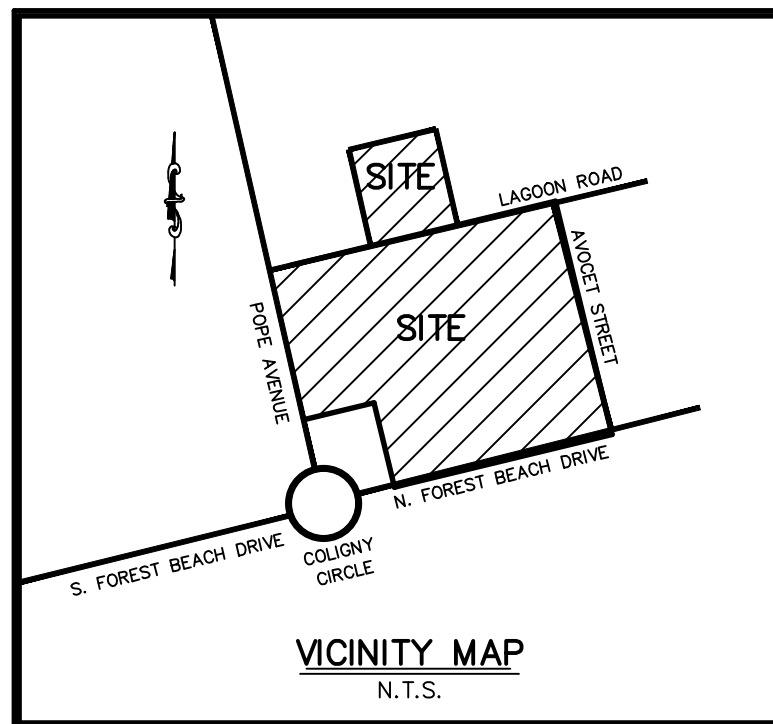 SITE
LAGOON ROAD
AVOCET STREET
SITE
POPE AVENUE
N. FOREST BEACH DRIVE
S. FOREST BEACH DRIVE
COLIGNY
CIRCLE
VICINITY MAP
N.T.S.